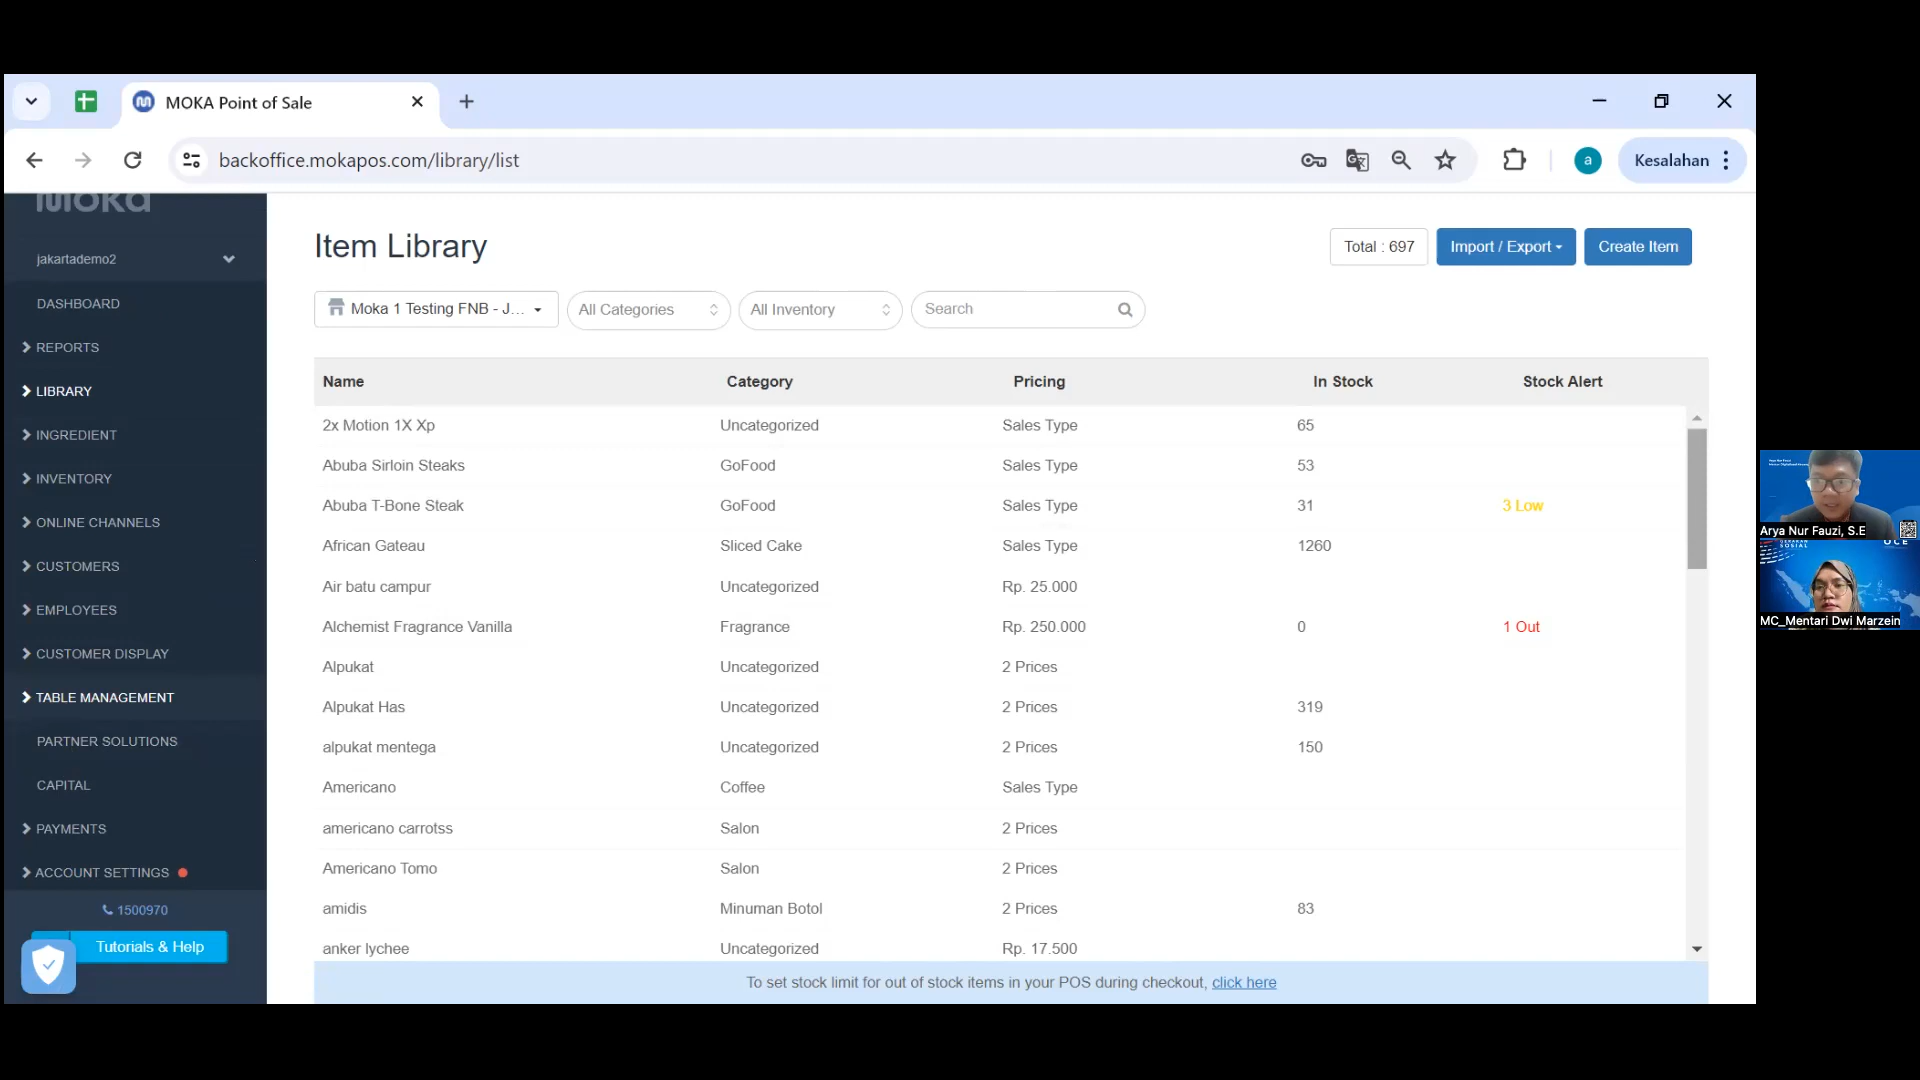 MOKA Point of Sale
backoffice.mokapos.com/library/list
Kesalahan
moka
jakartademo2
DASHBOARD
REPORTS
LIBRARY
INGREDIENT
INVENTORY
ONLINE CHANNELS
CUSTOMERS
EMPLOYEES
CUSTOMER DISPLAY
TABLE MANAGEMENT
PARTNER SOLUTIONS
CAPITAL
PAYMENTS
ACCOUNT SETTINGS
1500970
Tutorials & Help
Item Library
Total : 697
Import / Export
Create Item
Moka 1 Testing FNB - J...
All Categories
All Inventory
Search
Name Category Pricing In Stock Stock Alert
2x Motion 1X Xp Uncategorized Sales Type 65
Abuba Sirloin Steaks GoFood Sales Type 53
Abuba T-Bone Steak GoFood Sales Type 31 3 Low
African Gateau Sliced Cake Sales Type 1260
Air batu campur Uncategorized Rp. 25.000
Alchemist Fragrance Vanilla Fragrance Rp. 250.000 0 1 Out
Alpukat Uncategorized 2 Prices
Alpukat Has Uncategorized 2 Prices 319
alpukat mentega Uncategorized 2 Prices 150
Americano Coffee Sales Type
americano carrotss Salon 2 Prices
Americano Tomo Salon 2 Prices
amidis Minuman Botol 2 Prices 83
anker lychee Uncategorized Rp. 17.500
To set stock limit for out of stock items in your POS during checkout, click here
Arya Nur Fauzi, S.E
SOSIAL
OCE
MC_Mentari Dwi Marzein